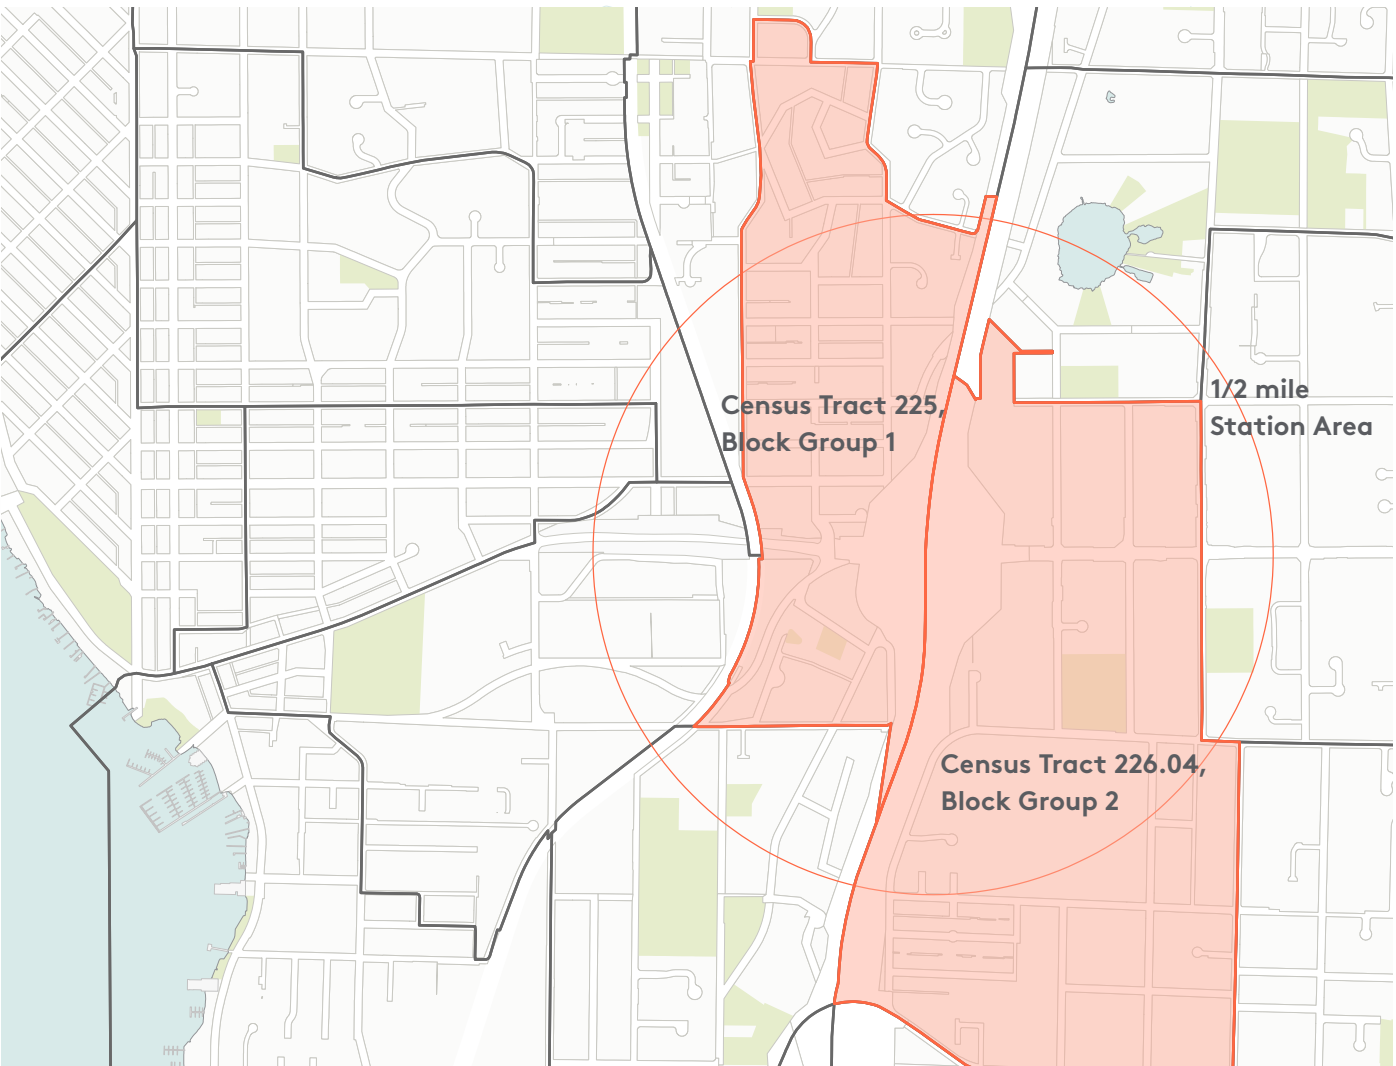 Census Tract 225,
Block Group 1
1/2 mile
Station Area
Census Tract 226.04,
Block Group 2